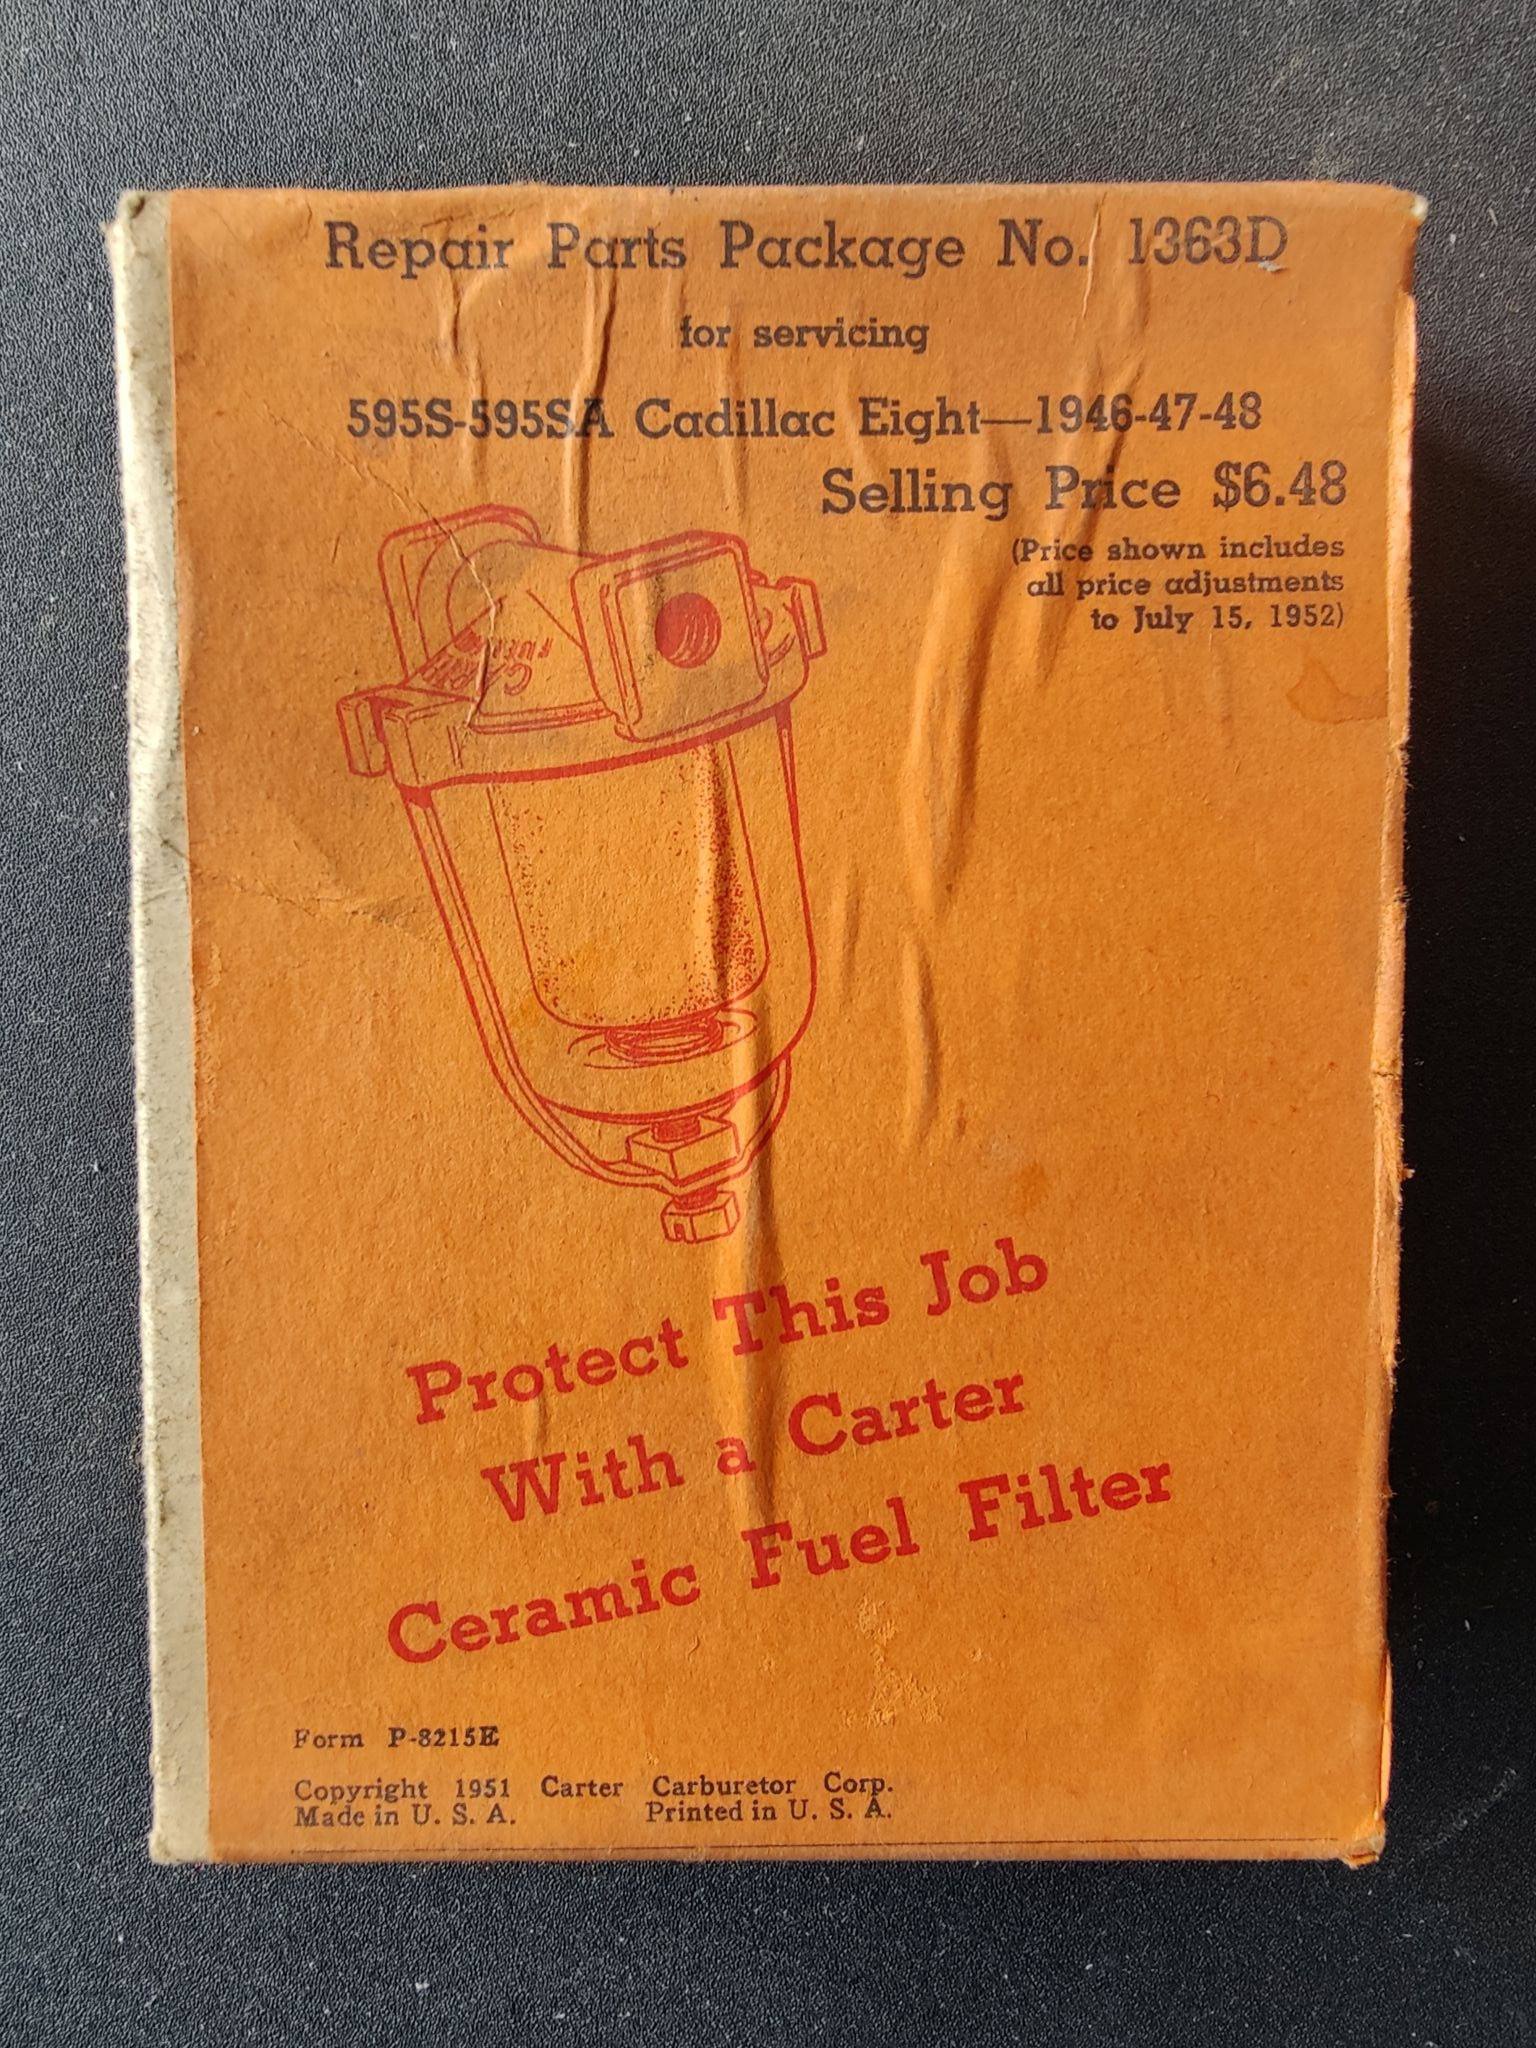 Repair Parts Package No. 1363D
for servicing
595S-595SA Cadillac Eight—1946-47-48
Selling Price $6.48
(Price shown includes
all price adjustments
to July 15, 1952)
Protect This Job
With a Carter
Ceramic Fuel Filter
Form P-8215E
Copyright 1951 Carter Carburetor Corp.
Made in U. S. A. Printed in U. S. A.